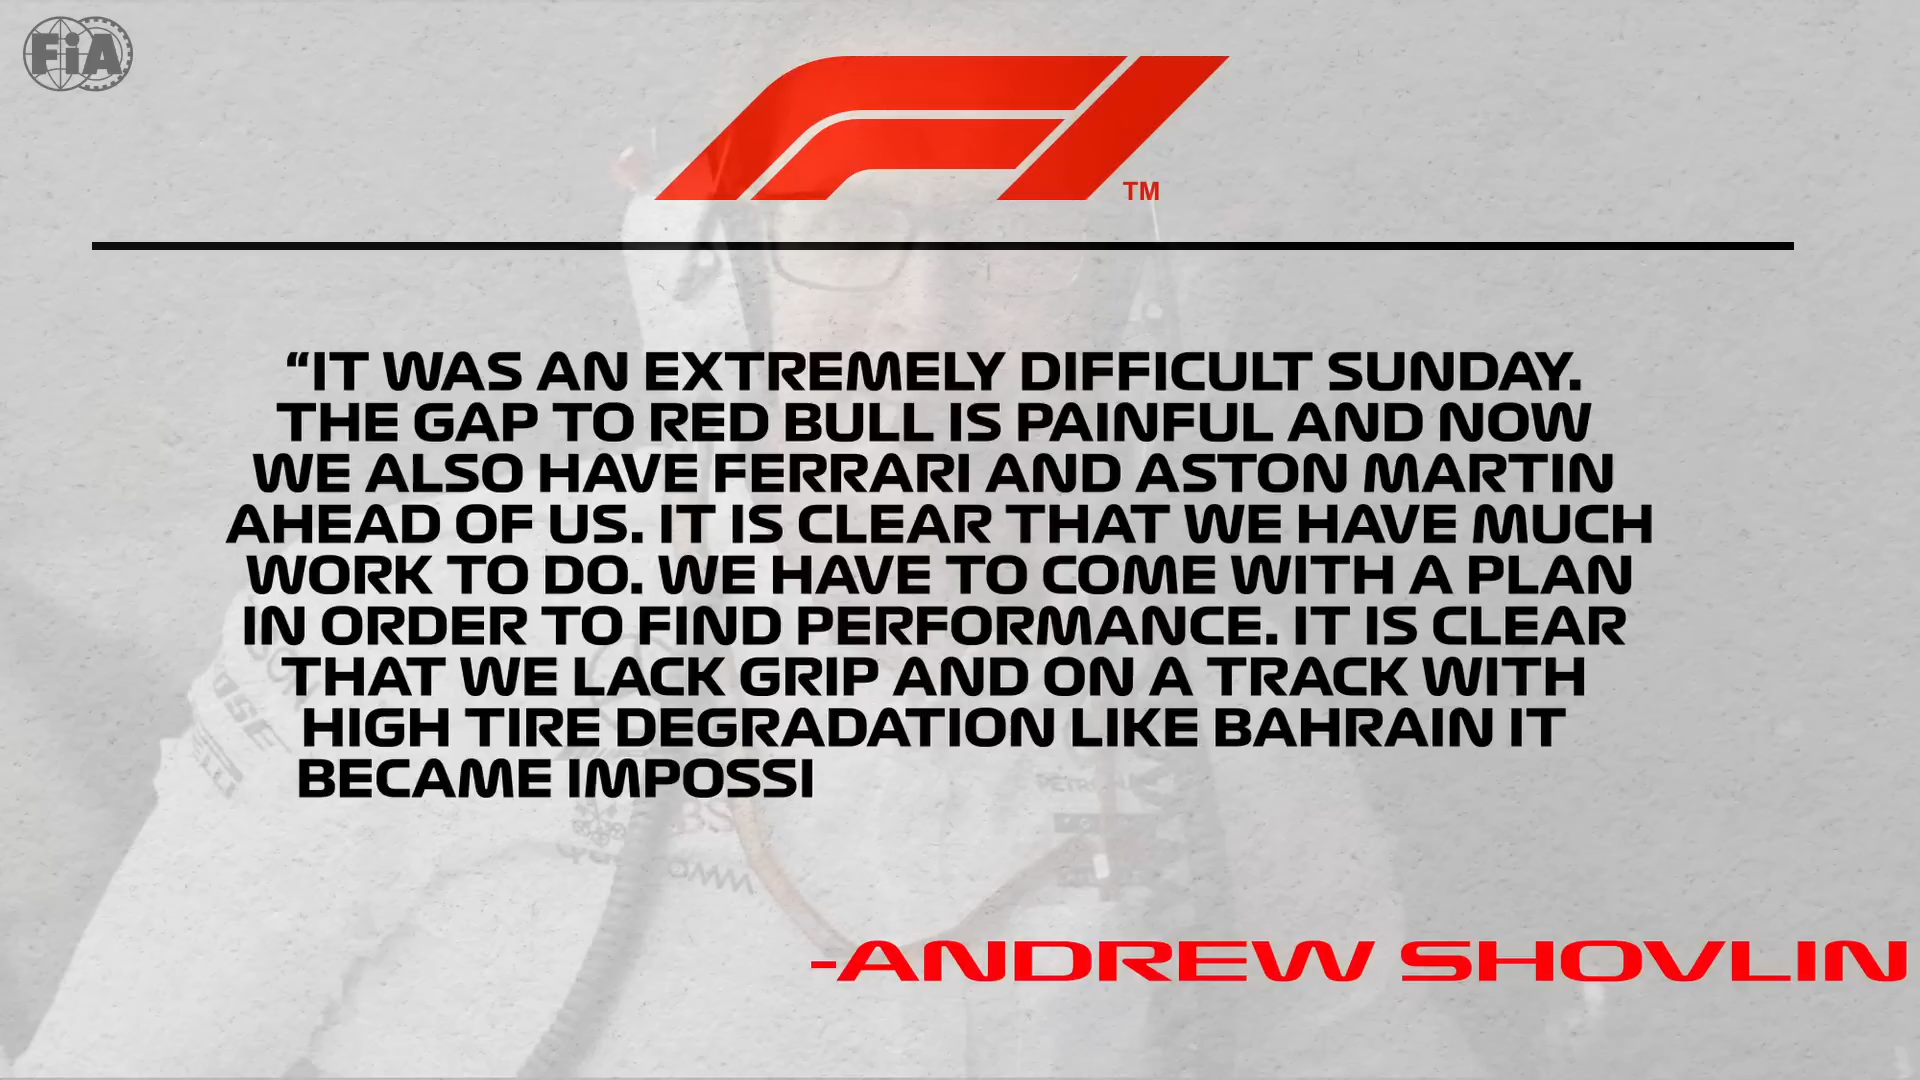 FiA
F1
TM
“IT WAS AN EXTREMELY DIFFICULT SUNDAY.
THE GAP TO RED BULL IS PAINFUL AND NOW
WE ALSO HAVE FERRARI AND ASTON MARTIN
AHEAD OF US. IT IS CLEAR THAT WE HAVE MUCH
WORK TO DO. WE HAVE TO COME WITH A PLAN
IN ORDER TO FIND PERFORMANCE. IT IS CLEAR
THAT WE LACK GRIP AND ON A TRACK WITH
HIGH TIRE DEGRADATION LIKE BAHRAIN IT
BECAME IMPOSSI
-ANDREW SHOVLIN